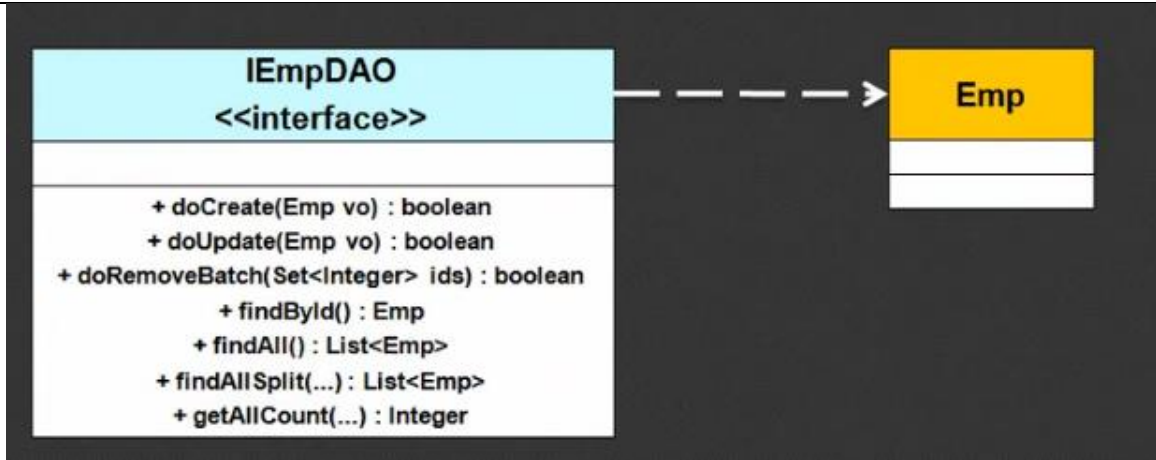 IEmpDAO
<<interface>>
+ doCreate(Emp vo) : boolean
+ doUpdate(Emp vo) : boolean
+ doRemoveBatch(Set<Integer> ids) : boolean
+ findById() : Emp
+ findAll() : List<Emp>
+ findAllSplit(...) : List<Emp>
+ getAllCount(...) : Integer
Emp